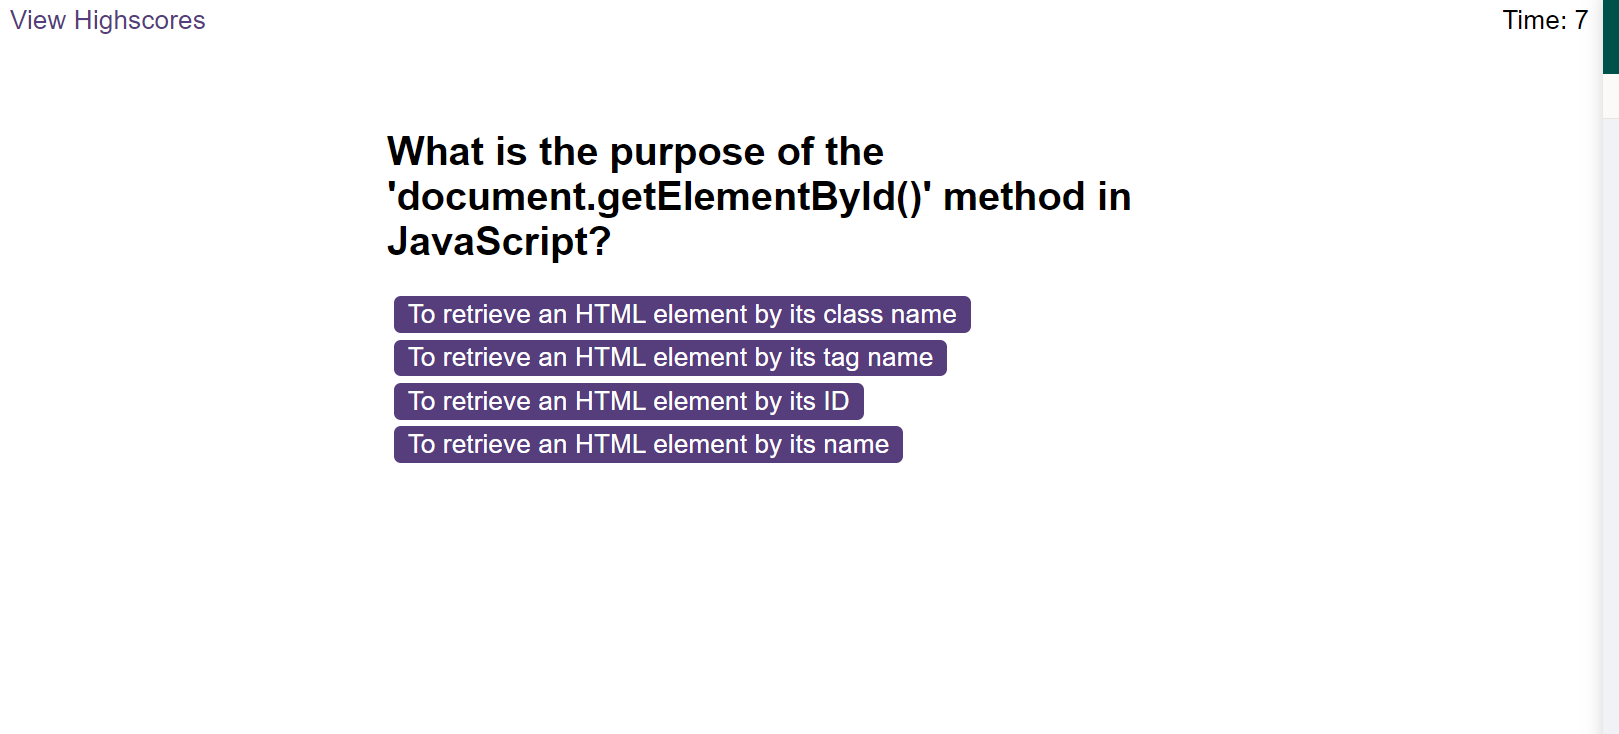 View Highscores
Time: 7
What is the purpose of the
'document.getElementById()' method in
JavaScript?
To retrieve an HTML element by its class name
To retrieve an HTML element by its tag name
To retrieve an HTML element by its ID
To retrieve an HTML element by its name